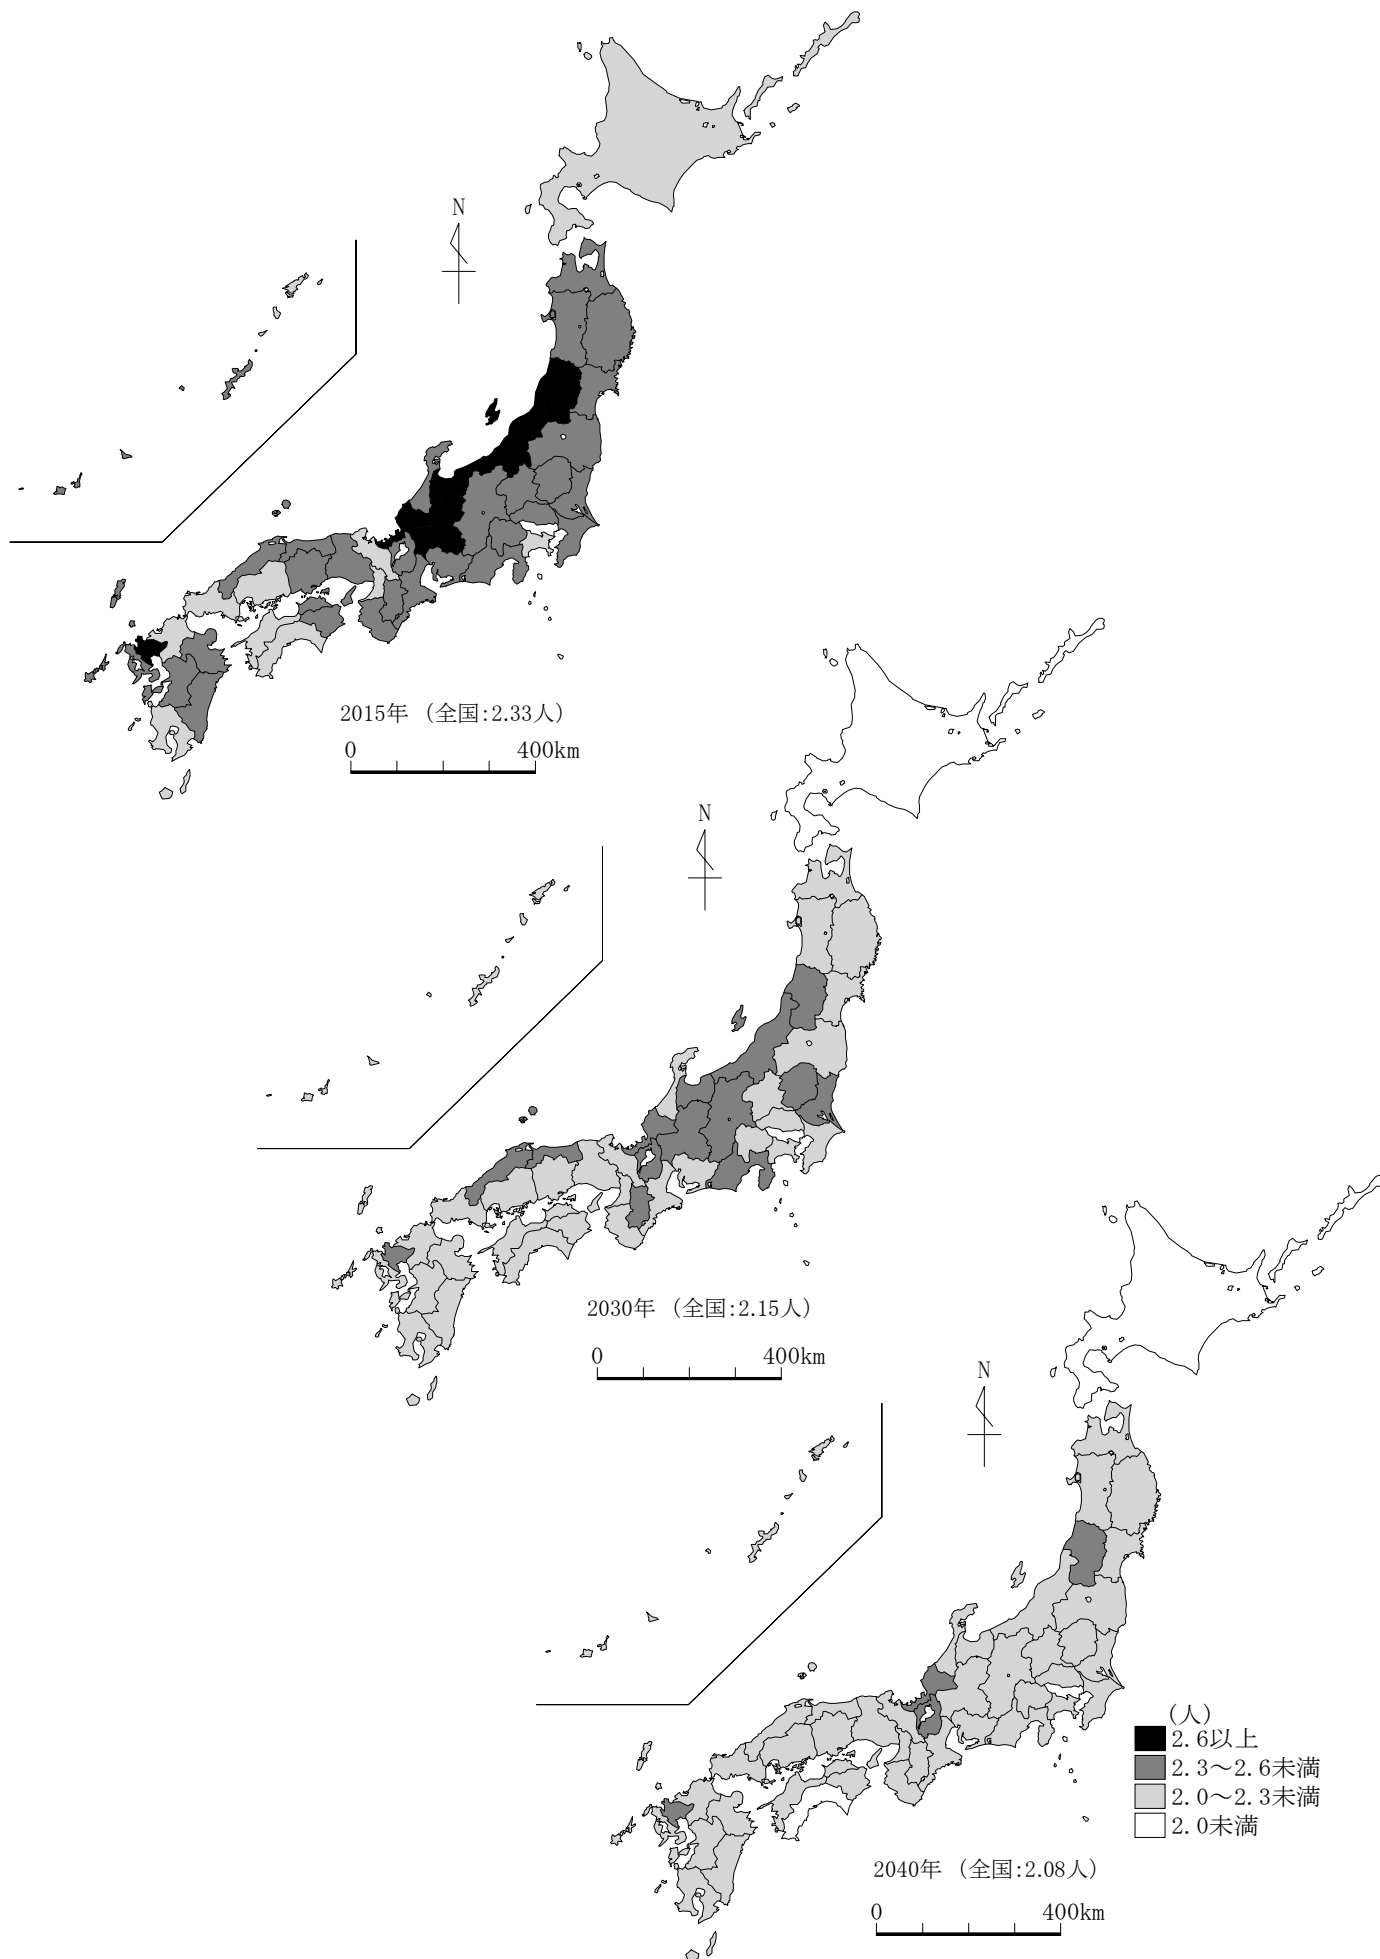 N
2015年 (全国:2.33人)
0 400km
N
2030年 (全国:2.15人)
0 400km
N
(人)
2.6以上
2.3～2.6未満
2.0～2.3未満
2.0未満
2040年 (全国:2.08人)
0 400km